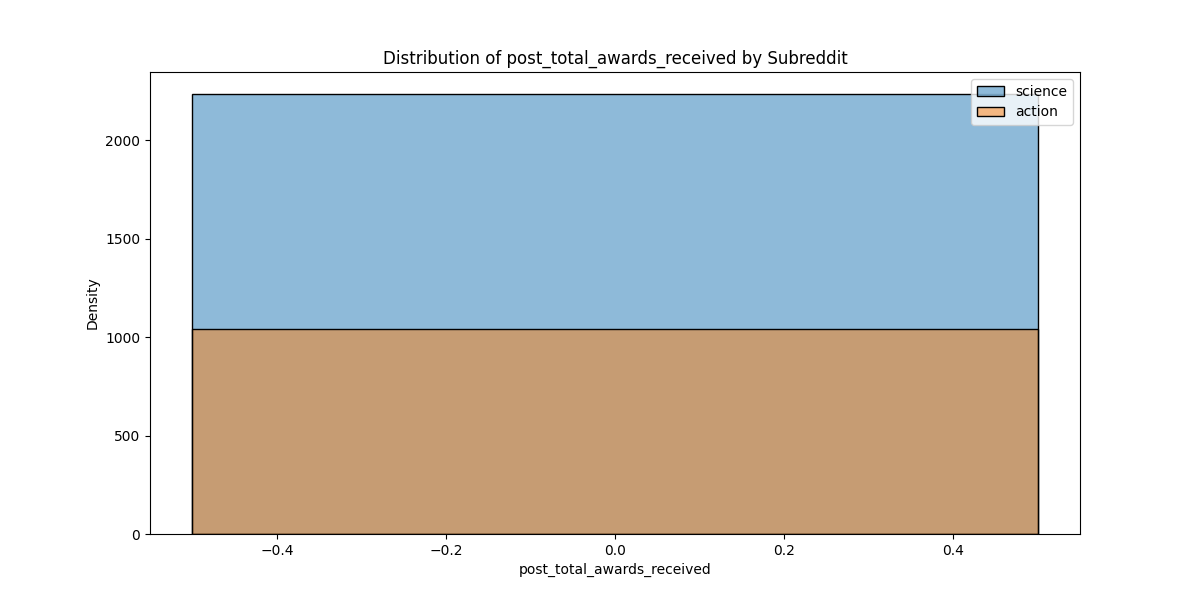 Distribution of post_total_awards_received by Subreddit
science
action
Density
2000
1500
1000
500
0
−0.4
−0.2
0.0
0.2
0.4
post_total_awards_received